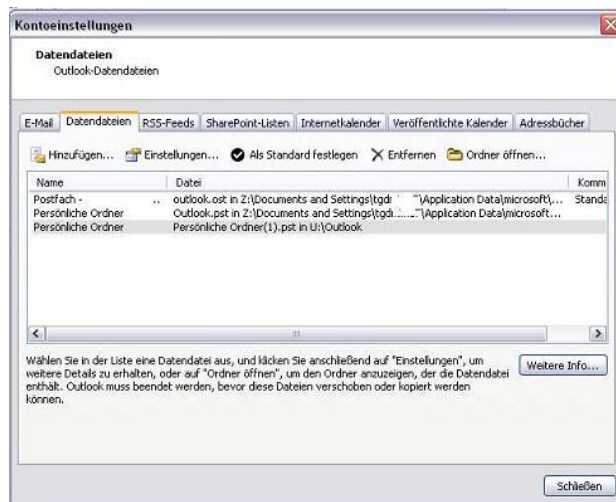 Kontoeinstellungen
Datendateien
Outlook-Datendateien
E-Mail Datendateien RSS-Feeds SharePoint-Listen Internetkalender Veröffentlichte Kalender Adressbücher
Hinzufügen... Einstellungen... Als Standard festlegen Entfernen Ordner öffnen...
Name Datei Komm
Postfach - .. outlook.ost in Z:\Documents and Settings\tgdr \Application Data\microsoft\... Standa
Persönliche Ordner Outlook.pst in Z:\Documents and Settings\tgdi \Application Data\microsoft...
Persönliche Ordner Persönliche Ordner(1).pst in U:\Outlook
Wählen Sie in der Liste eine Datendatei aus, und klicken Sie anschließend auf "Einstellungen", um
weitere Details zu erhalten, oder auf "Ordner öffnen", um den Ordner anzuzeigen, der die Datendatei
enthält. Outlook muss beendet werden, bevor diese Dateien verschoben oder kopiert werden
können.
Weitere Info...
Schließen